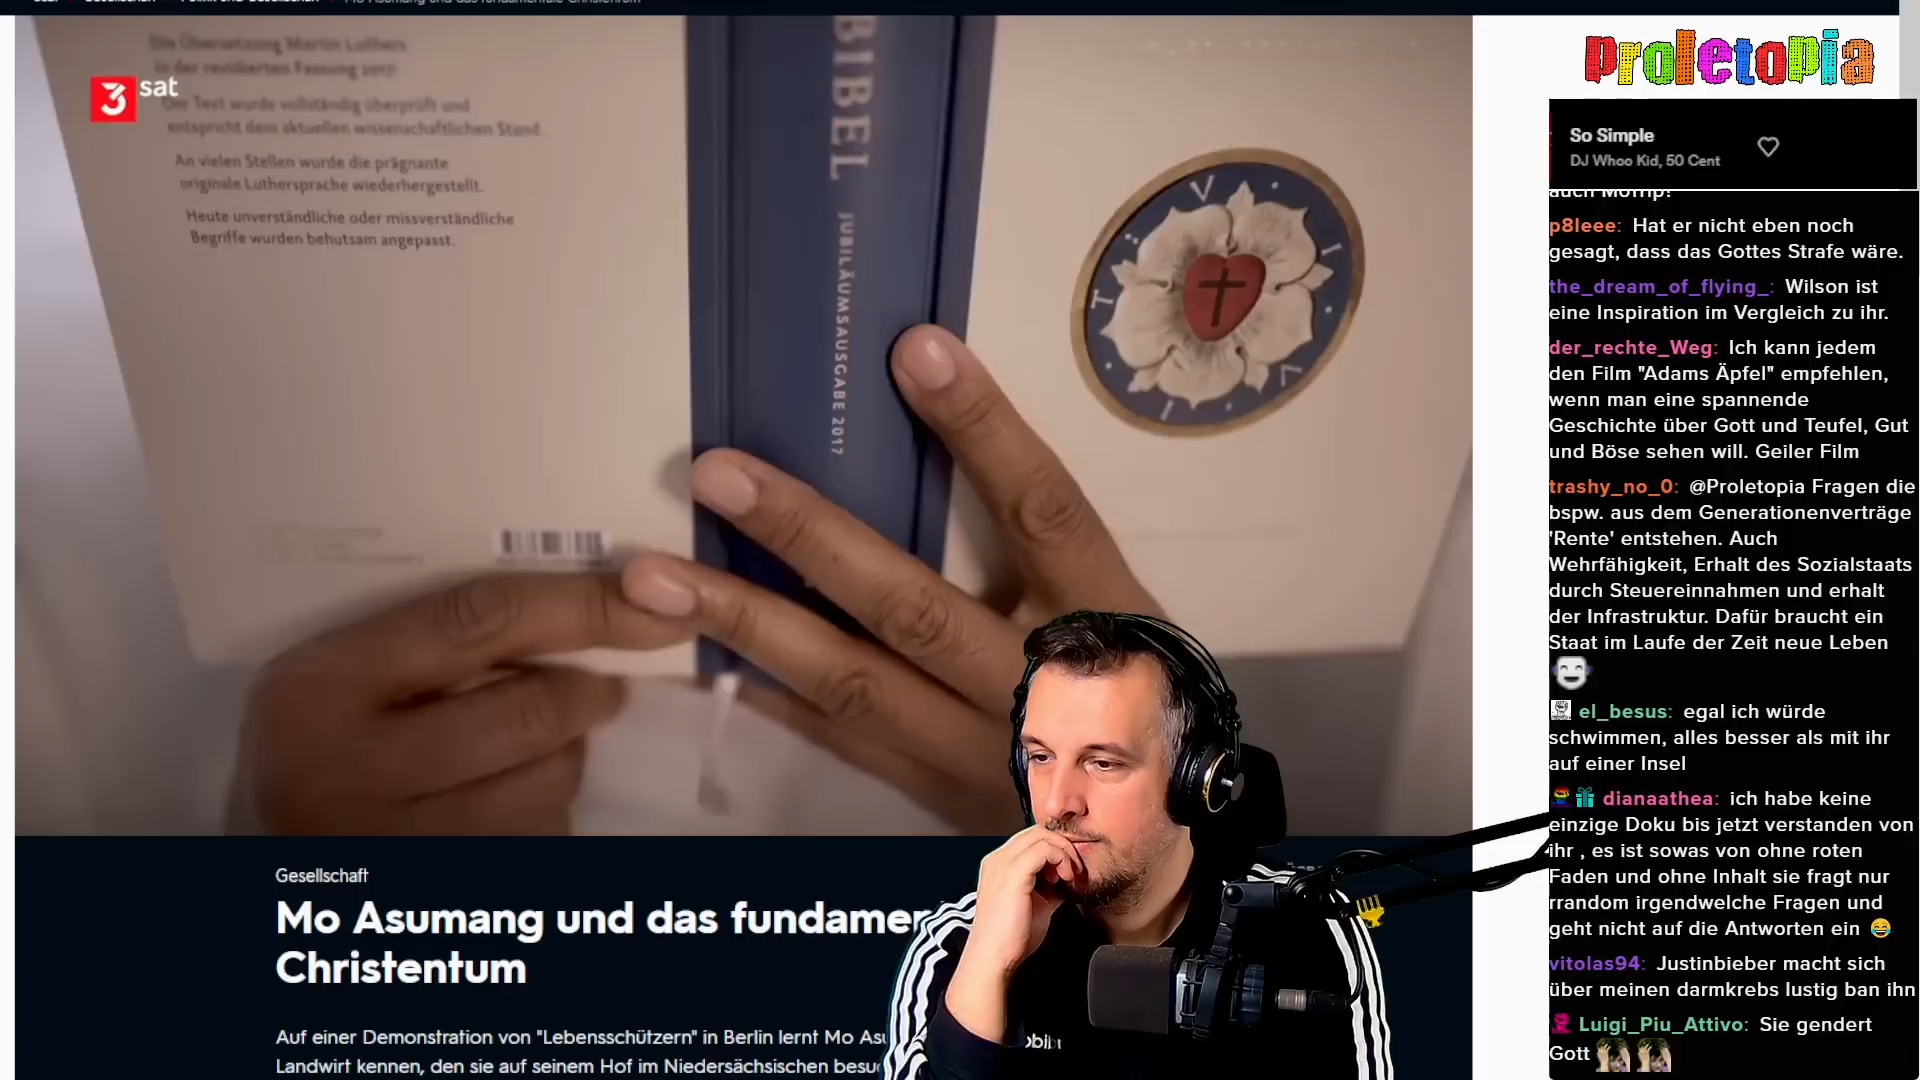 Mo Asumang und das fundamentale Christentum
3sat
Die Übersetzung Martin Luthers
in der revidierten Fassung 2017
Der Text wurde vollständig überprüft und
entspricht dem aktuellen wissenschaftlichen Stand.
An vielen Stellen wurde die prägnante
originale Luthersprache wiederhergestellt.
Heute unverständliche oder missverständliche
Begriffe wurden behutsam angepasst.
BIBEL
JUBILÄUMSAUSGABE 2017
V I
Gesellschaft
Mo Asumang und das fundamen
Christentum
Auf einer Demonstration von "Lebensschützern" in Berlin lernt Mo Asu
Landwirt kennen, den sie auf seinem Hof im Niedersächsischen besu
Proletopia
So Simple
DJ Whoo Kid, 50 Cent
auch Moftip?
p8leee: Hat er nicht eben noch
gesagt, dass das Gottes Strafe wäre.
the_dream_of_flying_: Wilson ist
eine Inspiration im Vergleich zu ihr.
der_rechte_Weg: Ich kann jedem
den Film "Adams Äpfel" empfehlen,
wenn man eine spannende
Geschichte über Gott und Teufel, Gut
und Böse sehen will. Geiler Film
trashy_no_0: @Proletopia Fragen die
bspw. aus dem Generationenverträge
'Rente' entstehen. Auch
Wehrfähigkeit, Erhalt des Sozialstaats
durch Steuereinnahmen und erhalt
der Infrastruktur. Dafür braucht ein
Staat im Laufe der Zeit neue Leben
el_besus: egal ich würde
schwimmen, alles besser als mit ihr
auf einer Insel
dianaathea: ich habe keine
einzige Doku bis jetzt verstanden von
ihr , es ist sowas von ohne roten
Faden und ohne Inhalt sie fragt nur
rrandom irgendwelche Fragen und
geht nicht auf die Antworten ein 😂
vitolas94: Justinbieber macht sich
über meinen darmkrebs lustig ban ihn
Luigi_Piu_Attivo: Sie gendert
Gott